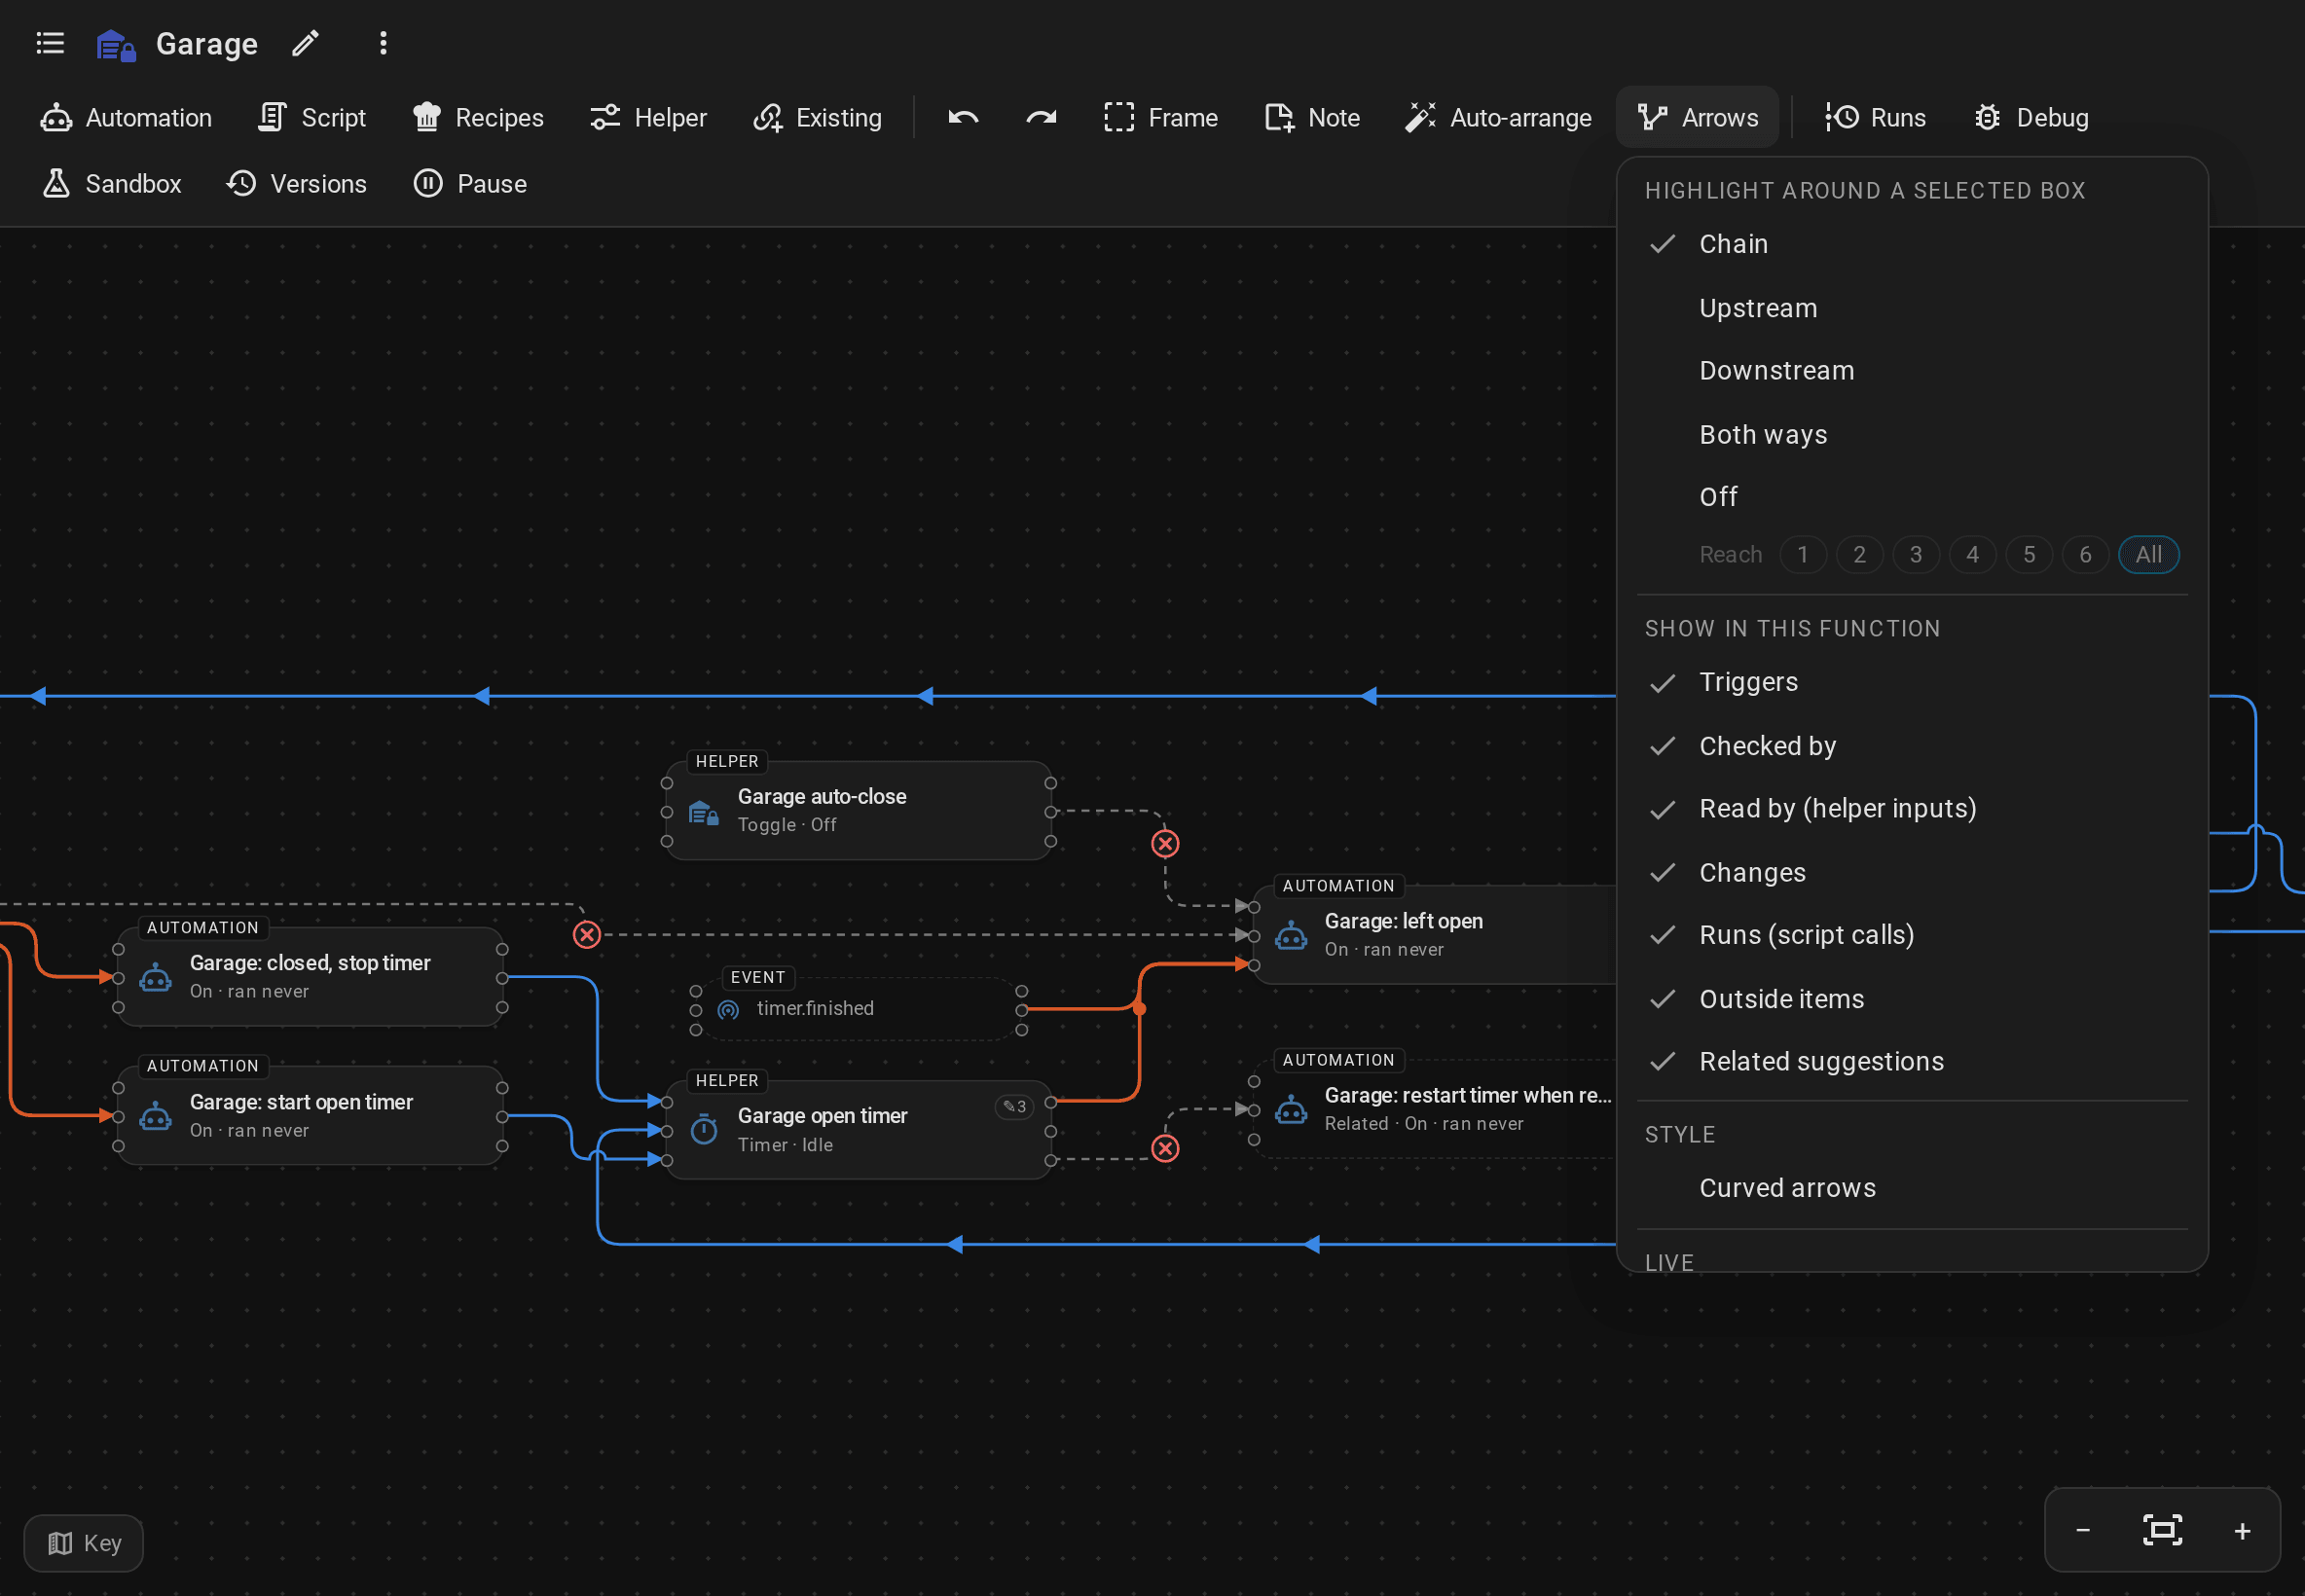 Garage
Automation Script Recipes Helper Existing Frame Note Auto-arrange Arrows Runs Debug
Sandbox Versions Pause
HIGHLIGHT AROUND A SELECTED BOX
Chain
Upstream
Downstream
Both ways
Off
Reach 1 2 3 4 5 6 All
SHOW IN THIS FUNCTION
Triggers
Checked by
Read by (helper inputs)
Changes
Runs (script calls)
Outside items
Related suggestions
STYLE
Curved arrows
LIVE
HELPER
Garage auto-close
Toggle · Off
AUTOMATION
Garage: left open
On · ran never
AUTOMATION
Garage: closed, stop timer
On · ran never
EVENT
timer.finished
AUTOMATION
Garage: start open timer
On · ran never
HELPER
Garage open timer
Timer · Idle
✎3
AUTOMATION
Garage: restart timer when re...
Related · On · ran never
Key